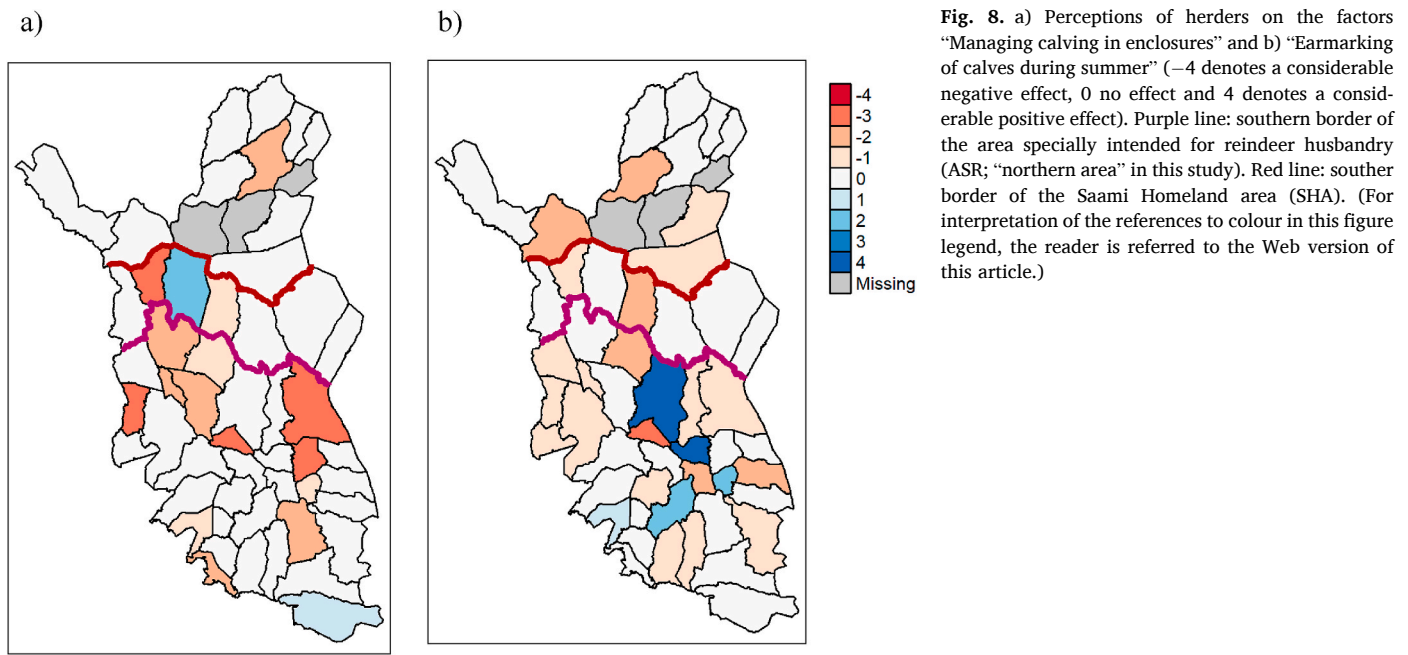 a)
b)
-4
-3
-2
-1
0
1
2
3
4
Missing
Fig. 8. a) Perceptions of herders on the factors
“Managing calving in enclosures” and b) “Earmarking
of calves during summer” (−4 denotes a considerable
negative effect, 0 no effect and 4 denotes a consid-
erable positive effect). Purple line: southern border of
the area specially intended for reindeer husbandry
(ASR; “northern area” in this study). Red line: souther
border of the Saami Homeland area (SHA). (For
interpretation of the references to colour in this figure
legend, the reader is referred to the Web version of
this article.)